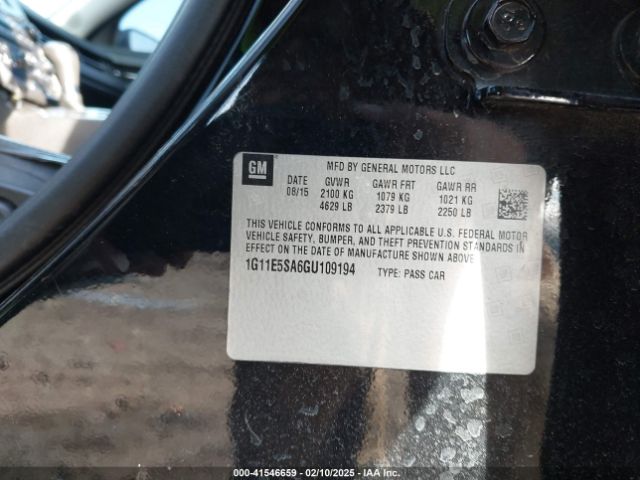 GM
MFD BY GENERAL MOTORS LLC
DATE GVWR GAWR FRT GAWR RR
08/15 2100 KG 1079 KG 1021 KG
4629 LB 2379 LB 2250 LB
THIS VEHICLE CONFORMS TO ALL APPLICABLE U.S. FEDERAL MOTOR
VEHICLE SAFETY, BUMPER, AND THEFT PREVENTION STANDARDS IN
EFFECT ON THE DATE OF MANUFACTURE SHOWN ABOVE
1G11E5SA6GU109194 TYPE: PASS CAR
000-41546659 - 02/10/2025 - IAA Inc.